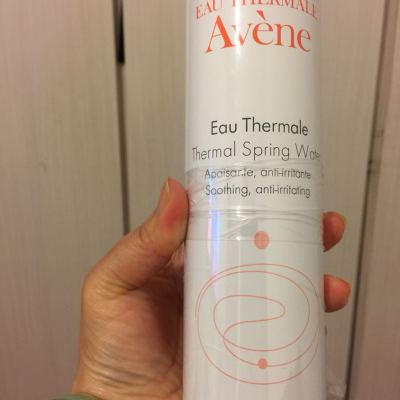 EAU THERMALE
Avène
Eau Thermale
Thermal Spring Water
Apaisante, anti-irritante
Soothing, anti-irritating